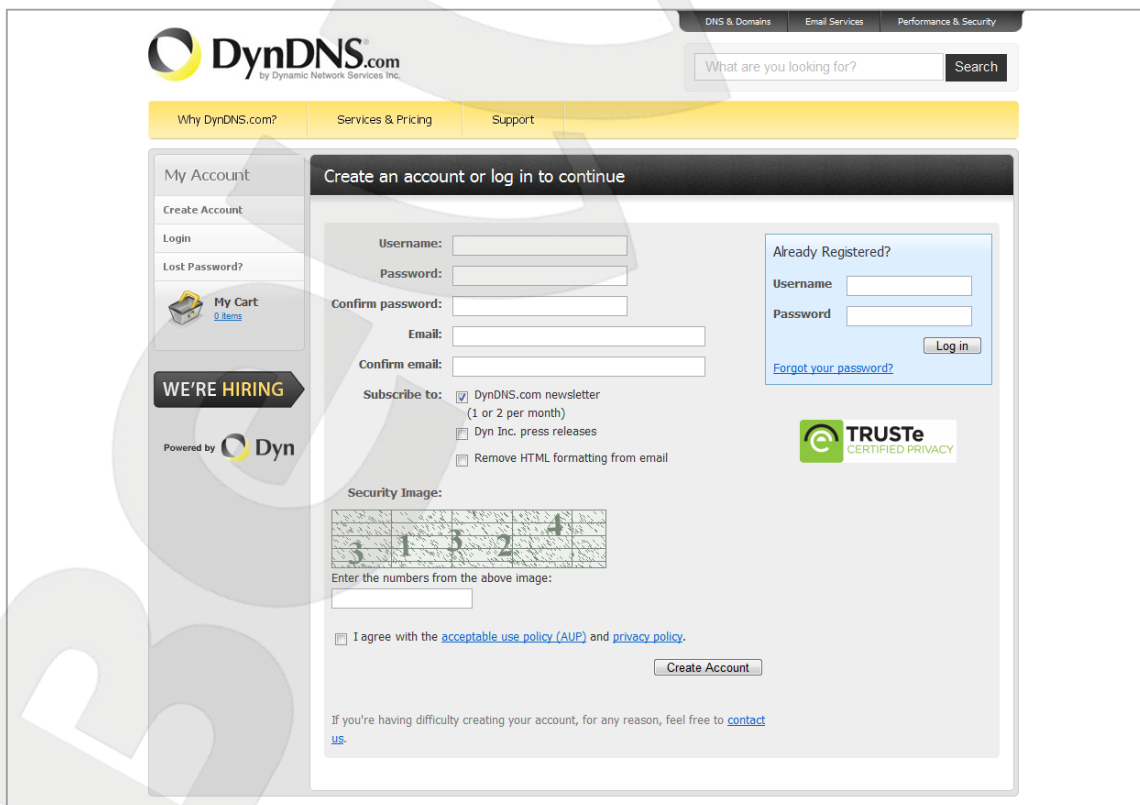 DNS & Domains
Email Services
Performance & Security
DynDNS.com
by Dynamic Network Services Inc.
What are you looking for?
Search
Why DynDNS.com?
Services & Pricing
Support
My Account
Create Account
Login
Lost Password?
My Cart
0 items
WE'RE HIRING
Powered by Dyn
Create an account or log in to continue
Username:
Password:
Confirm password:
Email:
Confirm email:
Subscribe to:
DynDNS.com newsletter
(1 or 2 per month)
Dyn Inc. press releases
Remove HTML formatting from email
Security Image:
3 1 3 2 4
Enter the numbers from the above image:
I agree with the acceptable use policy (AUP) and privacy policy.
Create Account
If you're having difficulty creating your account, for any reason, feel free to contact
us.
Already Registered?
Username
Password
Log in
Forgot your password?
TRUSTe
CERTIFIED PRIVACY